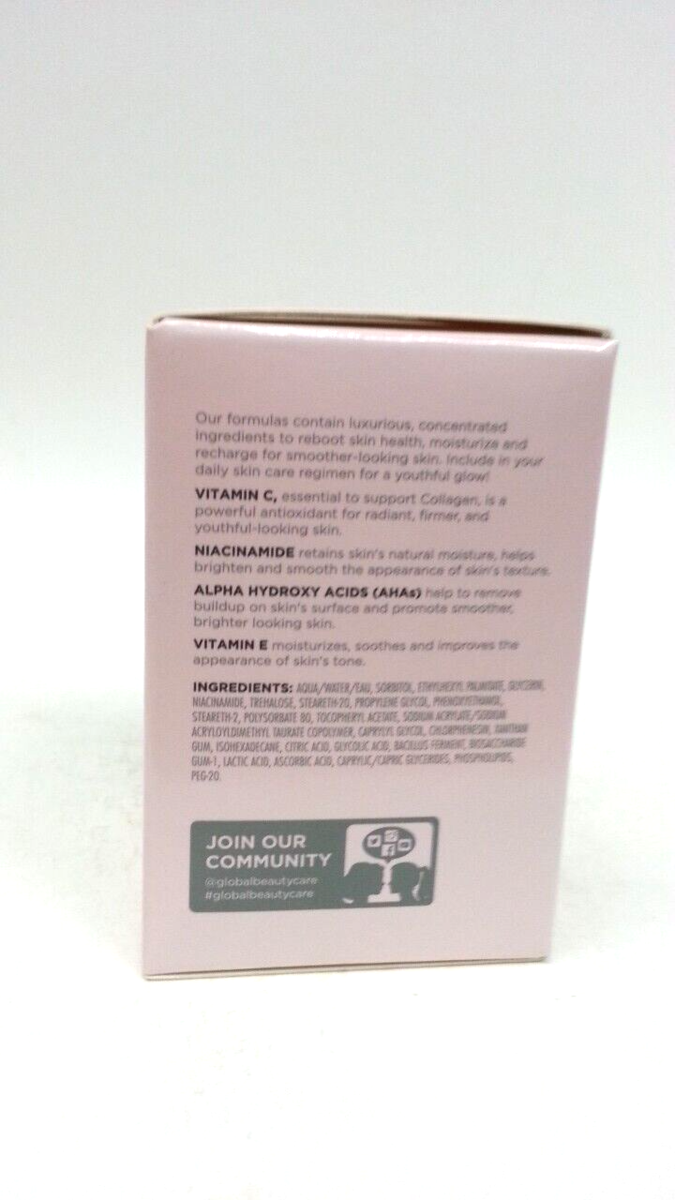 Our formulas contain luxurious, concentrated
ingredients to reboot skin health, moisturize and
recharge for smoother-looking skin. Include in your
daily skin care regimen for a youthful glow!
VITAMIN C, essential to support Collagen, is a
powerful antioxidant for radiant, firmer, and
youthful-looking skin.
NIACINAMIDE retains skin's natural moisture, helps
brighten and smooth the appearance of skin's texture.
ALPHA HYDROXY ACIDS (AHAs) help to remove
buildup on skin's surface and promote smoother,
brighter looking skin.
VITAMIN E moisturizes, soothes and improves the
appearance of skin's tone.
INGREDIENTS: AQUA/WATER/EAU, SORBITOL, ETHYLHEXYL PALMITATE, GLYCERIN,
NIACINAMIDE, TREHALOSE, STEARETH-20, PROPYLENE GLYCOL, PHENOXYETHANOL,
STEARETH-2, POLYSORBATE 80, TOCOPHERYL ACETATE, SODIUM ACRYLATE/SODIUM
ACRYLOYLDIMETHYL TAURATE COPOLYMER, CAPRYLYL GLYCOL, CHLORPHENESIN, XANTHAN
GUM, ISOHEXADECANE, CITRIC ACID, GLYCOLIC ACID, BACILLUS FERMENT, BIOSACCHARIDE
GUM-1, LACTIC ACID, ASCORBIC ACID, CAPRYLIC/CAPRIC GLYCERIDES, PHOSPHOLIPIDS,
PEG-20.
JOIN OUR
COMMUNITY
@globalbeautycare
#globalbeautycare